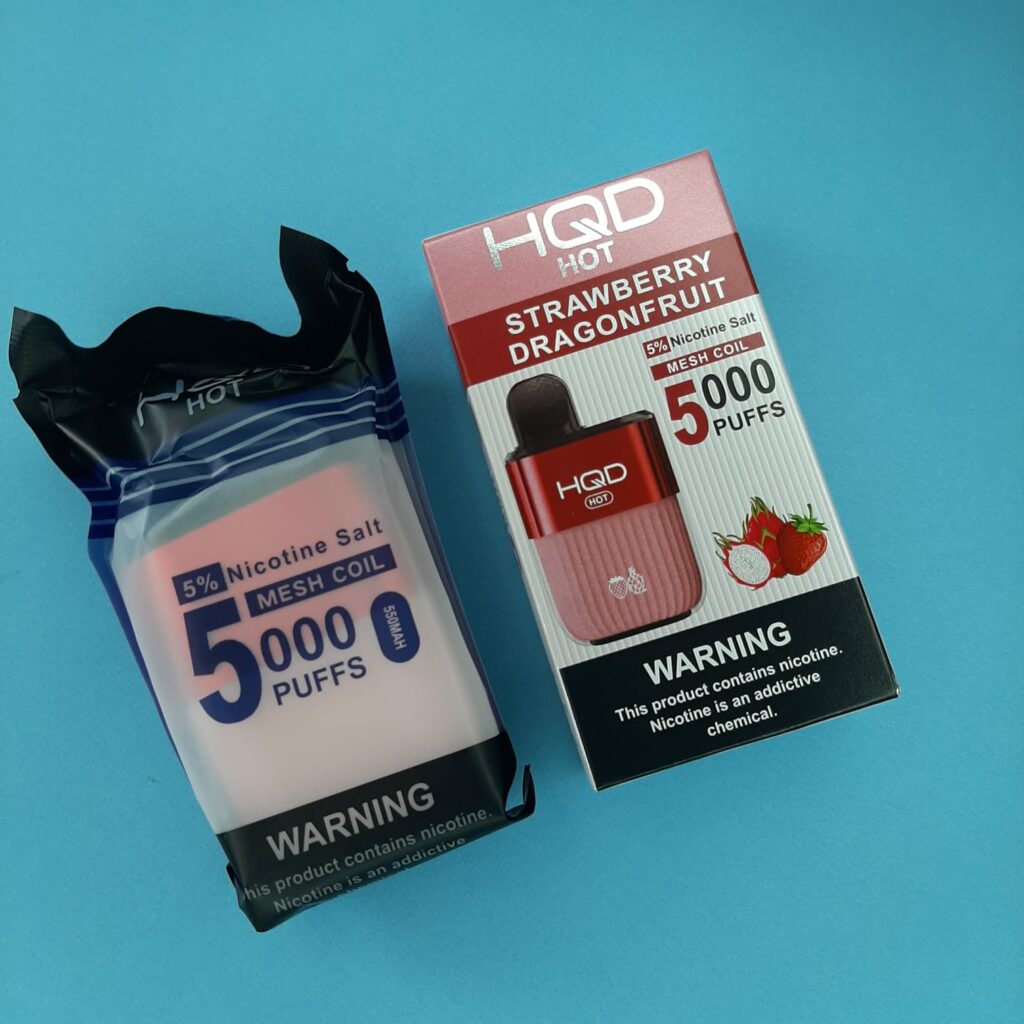 HQD
HOT
5% Nicotine Salt
MESH COIL
5000
PUFFS
550MAH
WARNING
his product contains nicotine.
Nicotine is an addictive
HQD
HOT
STRAWBERRY
DRAGONFRUIT
5% Nicotine Salt
MESH COIL
5000
PUFFS
HQD
HOT
WARNING
This product contains nicotine.
Nicotine is an addictive
chemical.